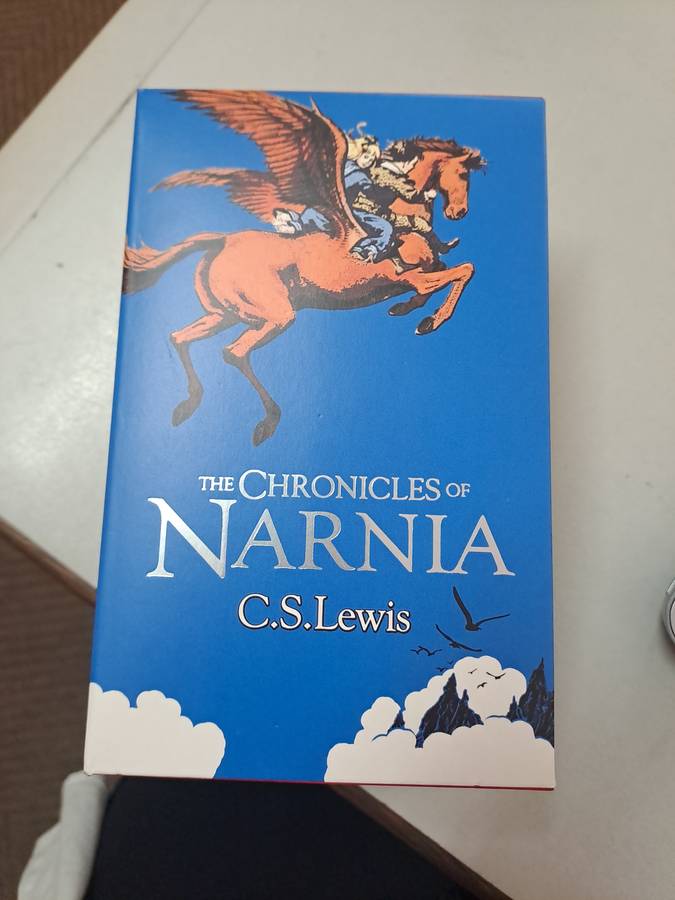 THE CHRONICLES OF
NARNIA
C.S.Lewis